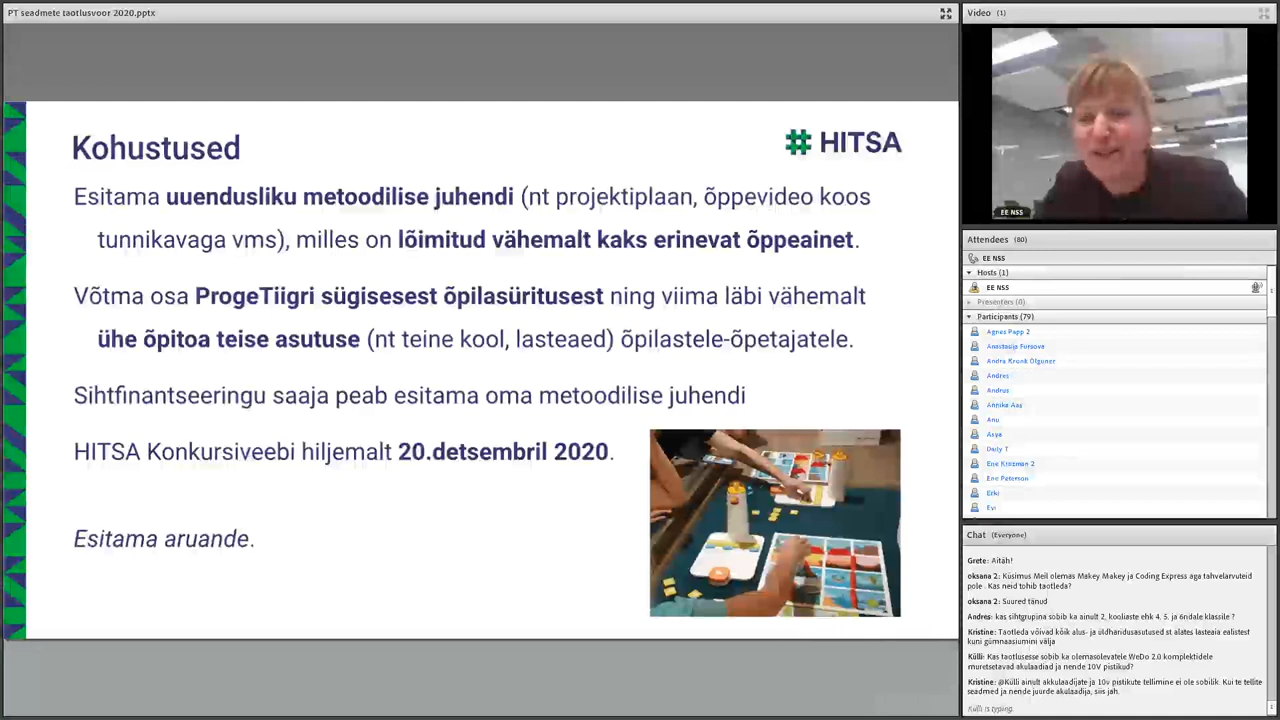 PT seadmete taotlusvoor 2020.pptx
Kohustused
HITSA
Esitama uuendusliku metoodilise juhendi (nt projektiplaan, õppevideo koos
tunnikavaga vms), milles on lõimitud vähemalt kaks erinevat õppeainet.
Võtma osa ProgeTiigri sügisesest õpilasüritusest ning viima läbi vähemalt
ühe õpitoa teise asutuse (nt teine kool, lasteaed) õpilastele-õpetajatele.
Sihtfinantseeringu saaja peab esitama oma metoodilise juhendi
HITSA Konkursiveebi hiljemalt 20.detsembril 2020.
Esitama aruande.
Video (1)
EE NSS
Attendees (80)
EE NSS
Hosts (1)
EE NSS
Presenters (0)
Participants (79)
Agnes Papp 2
Anastasija Fursova
Andra Kronk Olguner
Andres
Andrus
Annika Aas
Anu
Asya
Daily T
Ene Krozman 2
Ene Peterson
Erki
Evi
Chat (Everyone)
Grete: Aitäh!
oksana 2: Küsimus Meil olemas Makey Makey ja Coding Express aga tahvelarvuteid
pole . Kas neid tohib taotleda?
oksana 2: Suured tänud
Andres: kas sihtgrupina sobib ka ainult 2, kooliaste ehk 4. 5. ja 6ndale klassile ?
Kristine: Taotleda võivad kõik alus- ja üldharidusasutused st alates lasteaia ealistest
kuni gümnaasiumini välja
Külli: Kas taotlusesse sobib ka olemasolevatele WeDo 2.0 komplektidele
muretsetavad akulaadiad ja nende 10V pistikud?
Kristine: @Külli ainult akkulaadijate ja 10v pistikute tellimine ei ole sobilik. Kui te tellite
seadmed ja nende juurde akulaadija, siis jah.
Külli is typing.